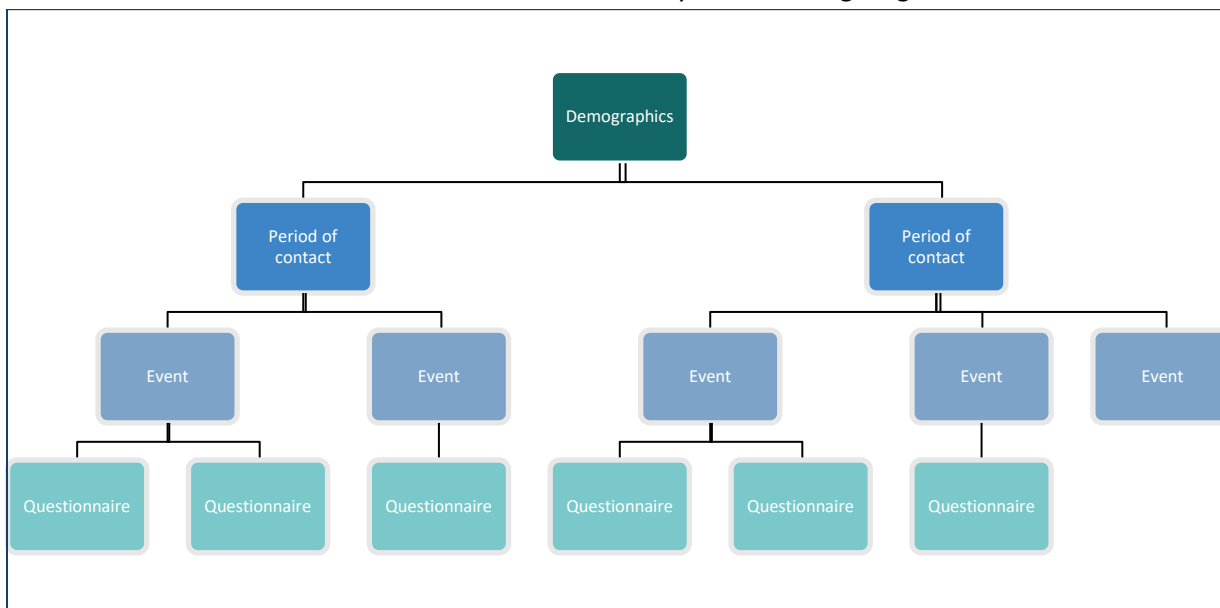 Demographics
Period of
contact
Period of
contact
Event
Event
Event
Event
Event
Questionnaire
Questionnaire
Questionnaire
Questionnaire
Questionnaire
Questionnaire